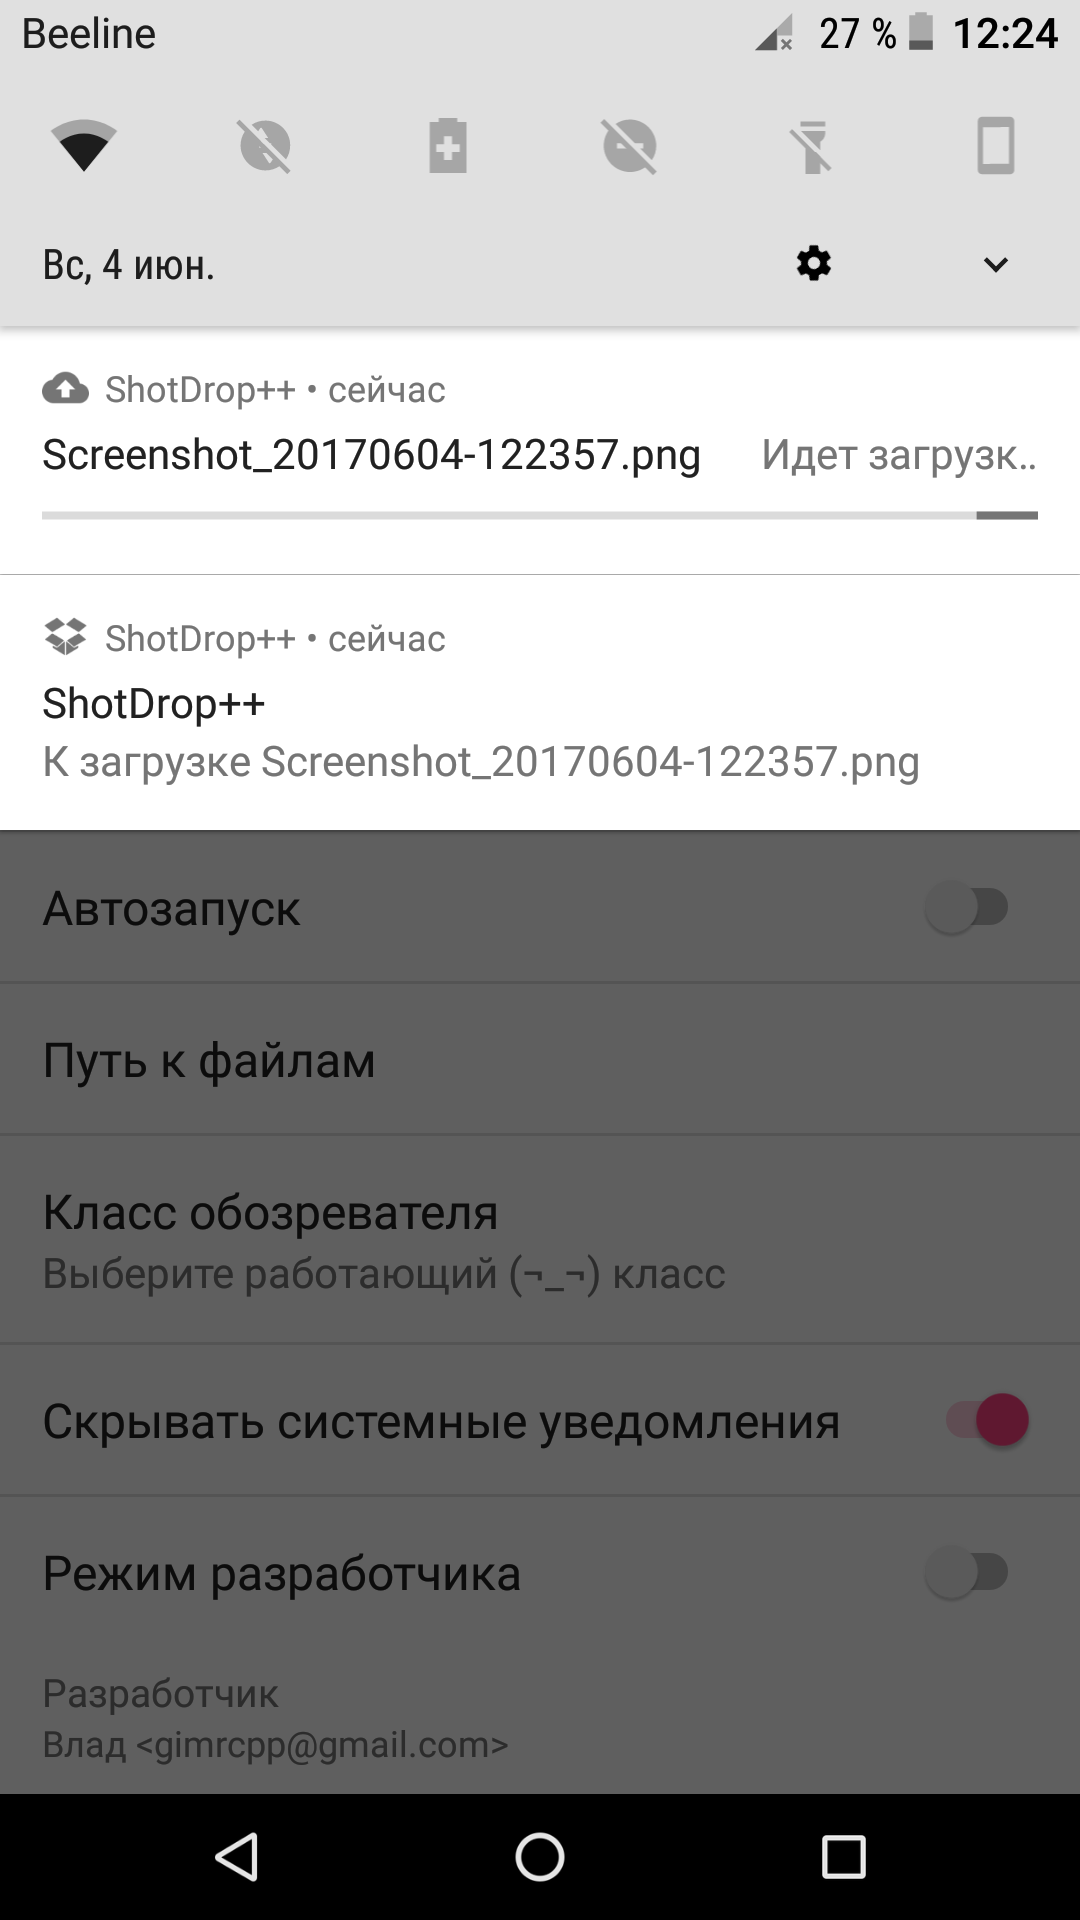 Beeline 27 % 12:24
Вс, 4 июн.
ShotDrop++ • сейчас
Screenshot_20170604-122357.png Идет загрузк..
ShotDrop++ • сейчас
ShotDrop++
К загрузке Screenshot_20170604-122357.png
Автозапуск
Путь к файлам
Класс обозревателя
Выберите работающий (¬_¬) класс
Скрывать системные уведомления
Режим разработчика
Разработчик
Влад <gimrcpp@gmail.com>